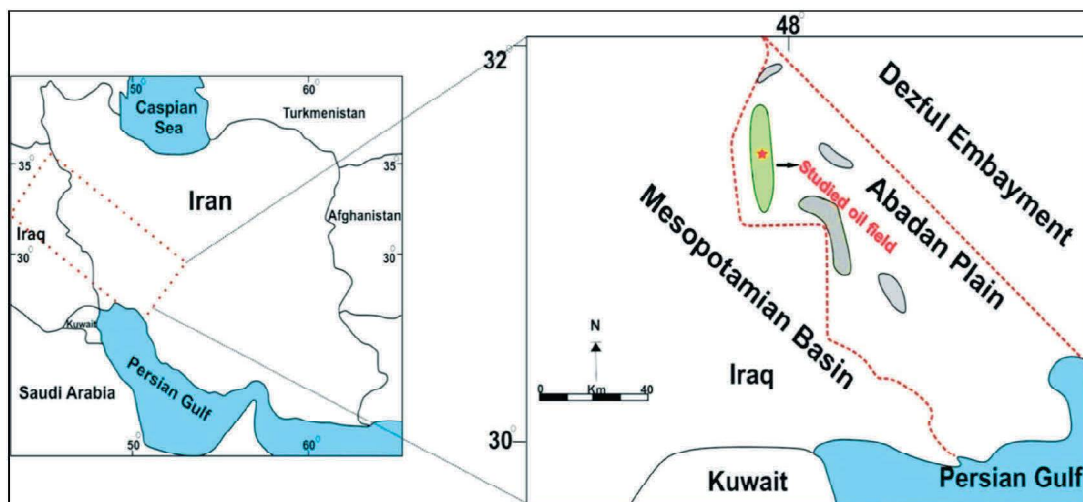 50°
60°
Caspian
Sea
Turkmenistan
35°
35°
Iran
Afghanistan
Iraq
30°
30°
Kuwait
Saudi Arabia
Persian Gulf
50°
60°
48
32
Dezful Embayment
Studied oil field
Abadan Plain
Mesopotamian Basin
N
Iraq
0 Km 40
30
Kuwait
Persian Gulf